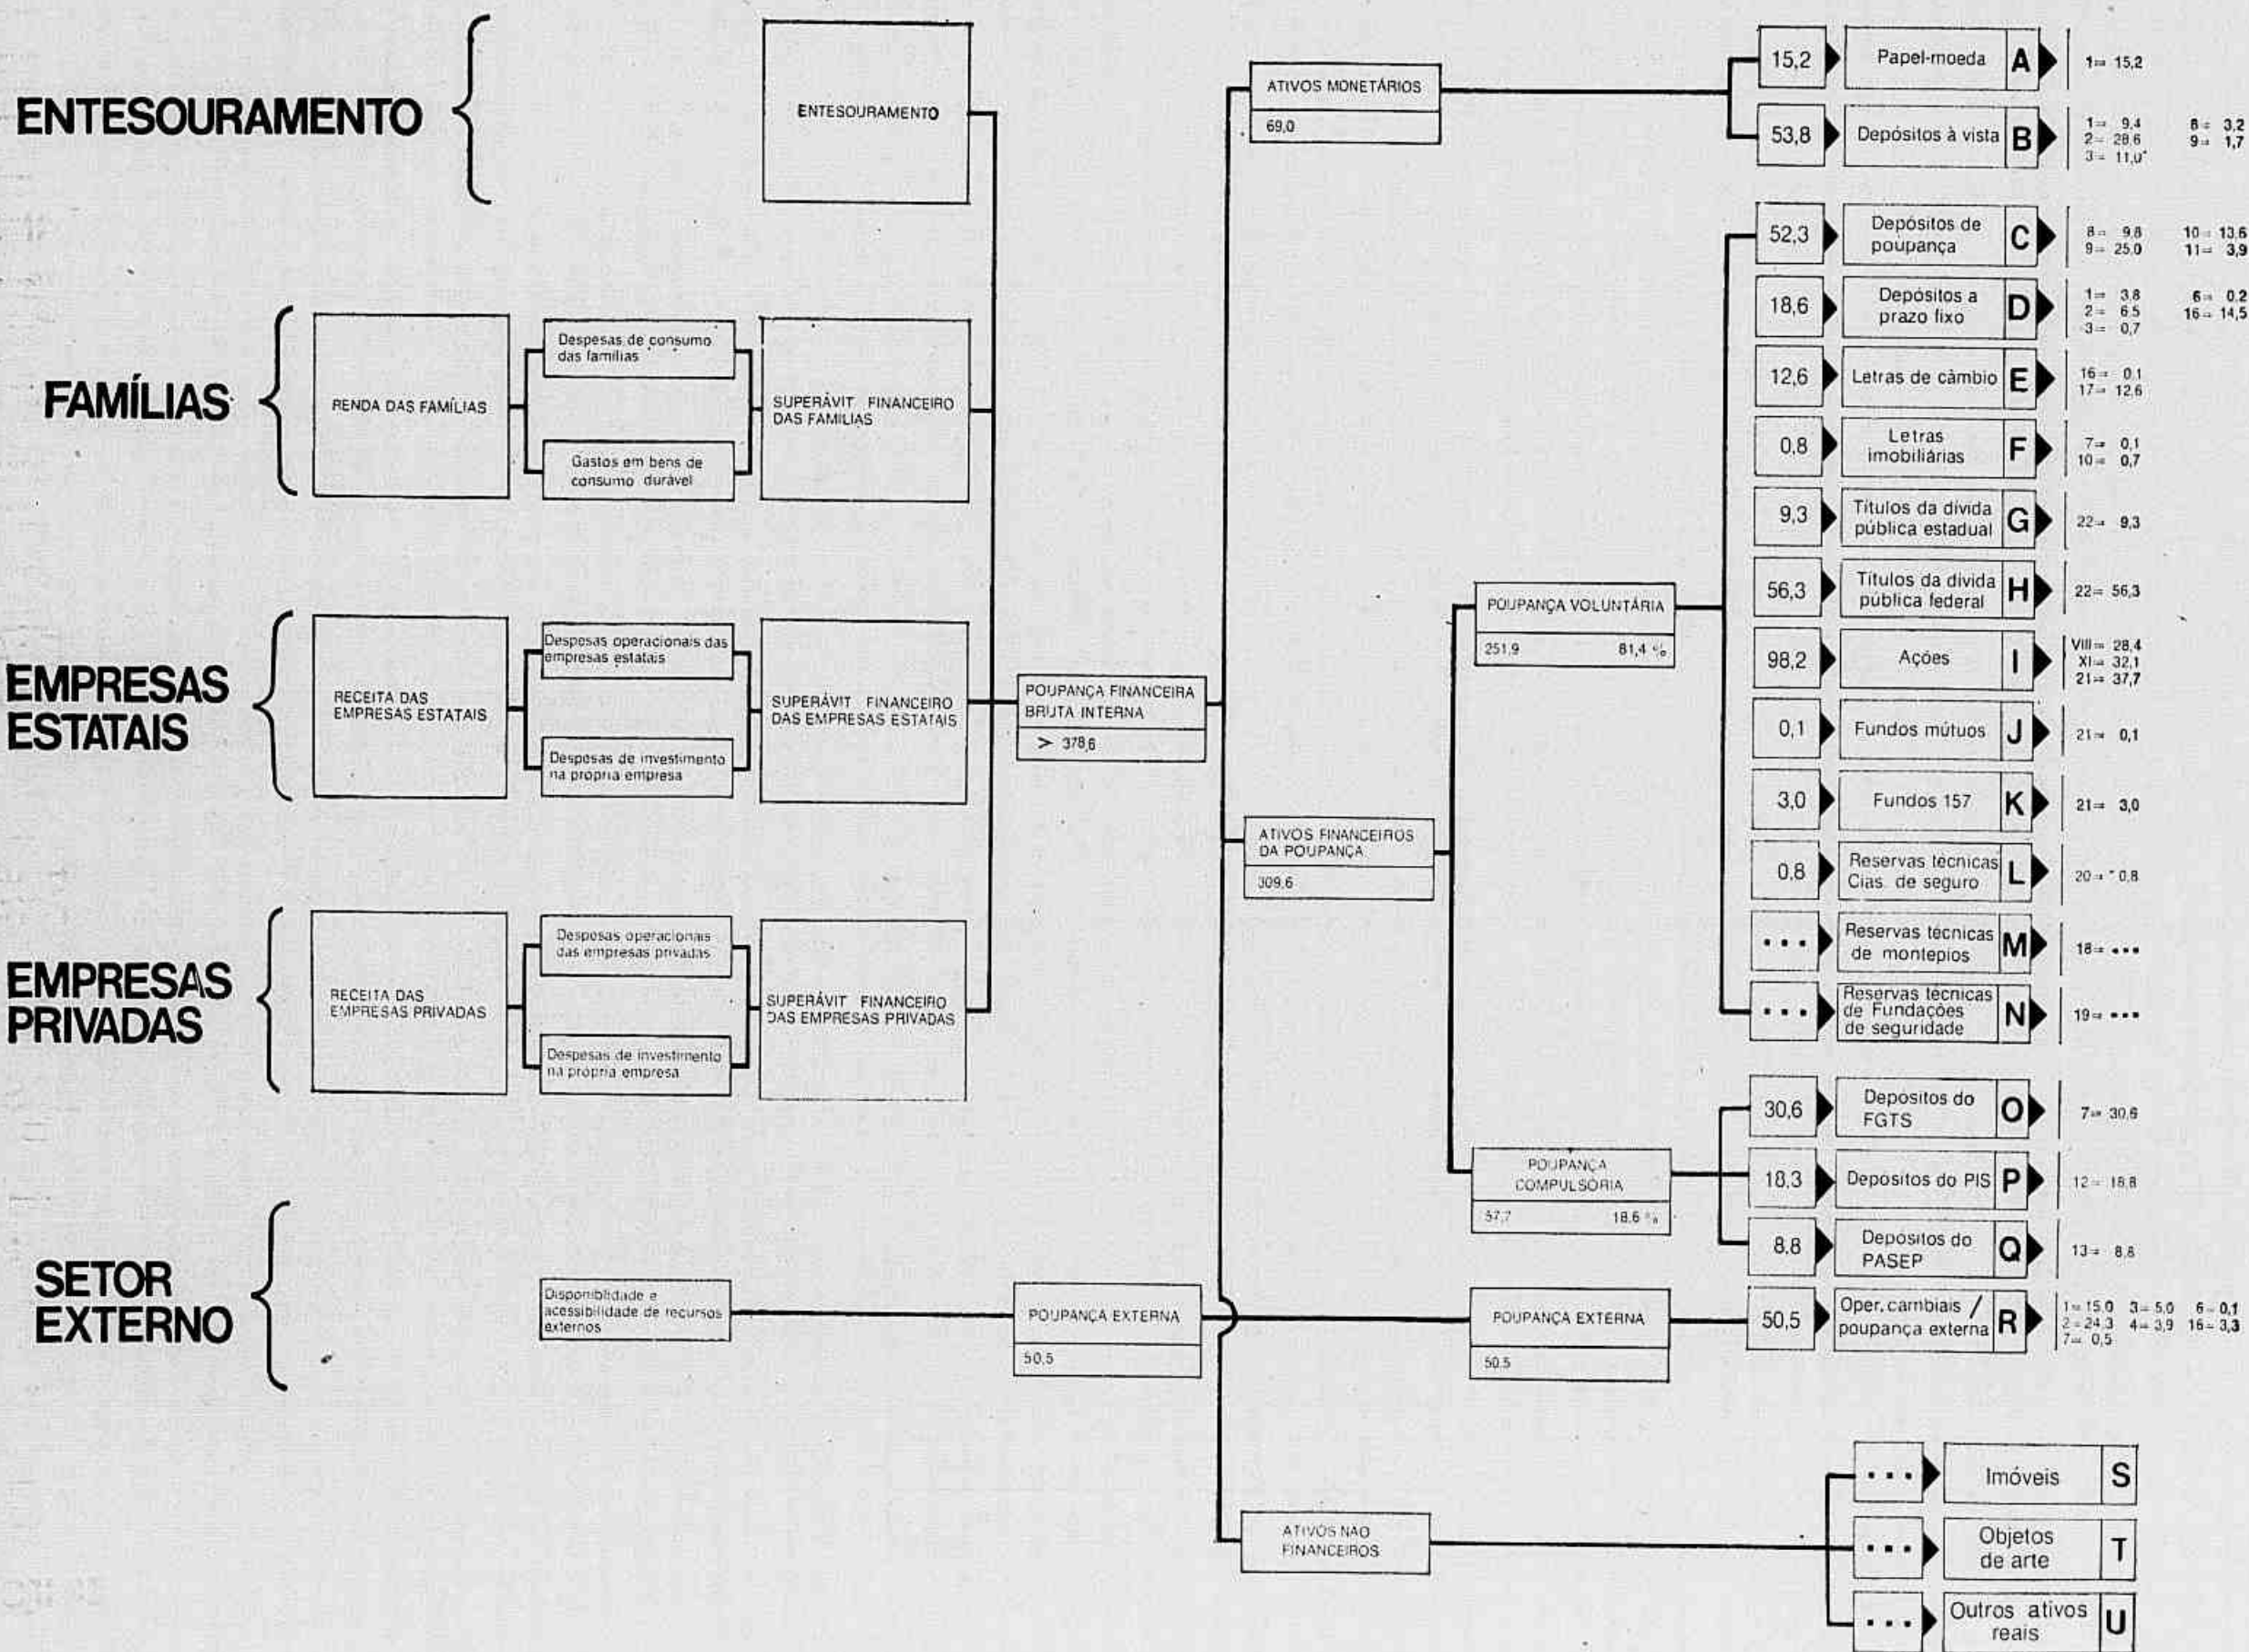 ENTESOURAMENTO
ENTESOURAMENTO
FAMÍLIAS
RENDA DAS FAMÍLIAS
Despesas de consumo
das famílias
Gastos em bens de
consumo durável
SUPERÁVIT FINANCEIRO
DAS FAMILIAS
EMPRESAS
ESTATAIS
RECEITA DAS
EMPRESAS ESTATAIS
Despesas operacionais das
empresas estatais
Despesas de investimento
na propria empresa
SUPERÁVIT FINANCEIRO
DAS EMPRESAS ESTATAIS
EMPRESAS
PRIVADAS
RECEITA DAS
EMPRESAS PRIVADAS
Despesas operacionais
das empresas privadas
Despesas de investimento
na própria empresa
SUPERÁVIT FINANCEIRO
DAS EMPRESAS PRIVADAS
SETOR
EXTERNO
Disponiblidade e
acessibilidade de recursos
externos
POUPANÇA FINANCEIRA
BRUTA INTERNA
> 378,6
POUPANÇA EXTERNA
50,5
ATIVOS MONETÁRIOS
69,0
ATIVOS FINANCEIROS
DA POUPANÇA
309,6
ATIVOS NAO
FINANCEIROS
POUPANÇA VOLUNTÁRIA
251,9 81,4 %
POUPANÇA
COMPULSÓRIA
57,7 18,6 %
POUPANÇA EXTERNA
50,5
15,2 Papel-moeda A 1= 15,2
53,8 Depósitos à vista B
1= 9,4 8= 3,2
2= 28,6 9= 1,7
3= 11,0
52,3 Depósitos de
poupança C
8= 9,8 10= 13,6
9= 25,0 11= 3,9
18,6 Depósitos a
prazo fixo D
1= 3,8 6= 0,2
2= 6,5 16= 14,5
3= 0,7
12,6 Letras de câmbio E
16= 0,1
17= 12,6
0,8 Letras
imobiliárias F
7= 0,1
10= 0,7
9,3 Títulos da dívida
pública estadual G
22= 9,3
56,3 Títulos da divida
pública federal H
22= 56,3
98,2 Ações I
VIII= 28,4
XI= 32,1
21= 37,7
0,1 Fundos mútuos J 21= 0,1
3,0 Fundos 157 K 21= 3,0
0,8 Reservas técnicas
Cias. de seguro L
20= 0,8
... Reservas técnicas
de montepios M
18= ...
... Reservas técnicas
de Fundações
de seguridade N
19= ...
30,6 Depósitos do
FGTS O
7= 30,6
18,3 Depositos do PIS P 12= 18,8
8,8 Depósitos do
PASEP Q
13= 8,8
50,5 Oper. cambiais /
poupança externa R
1= 15,0 3= 5,0 6= 0,1
2= 24,3 4= 3,9 16= 3,3
7= 0,5
... Imóveis S
... Objetos
de arte T
... Outros ativos
reais U